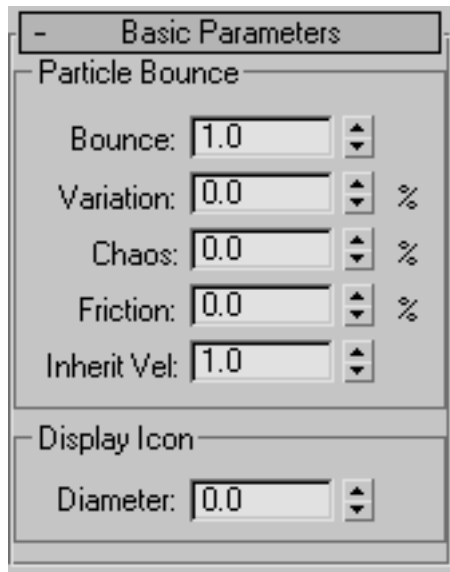 - Basic Parameters
Particle Bounce
Bounce: 1.0
Variation: 0.0 %
Chaos: 0.0 %
Friction: 0.0 %
Inherit Vel: 1.0
Display Icon
Diameter: 0.0